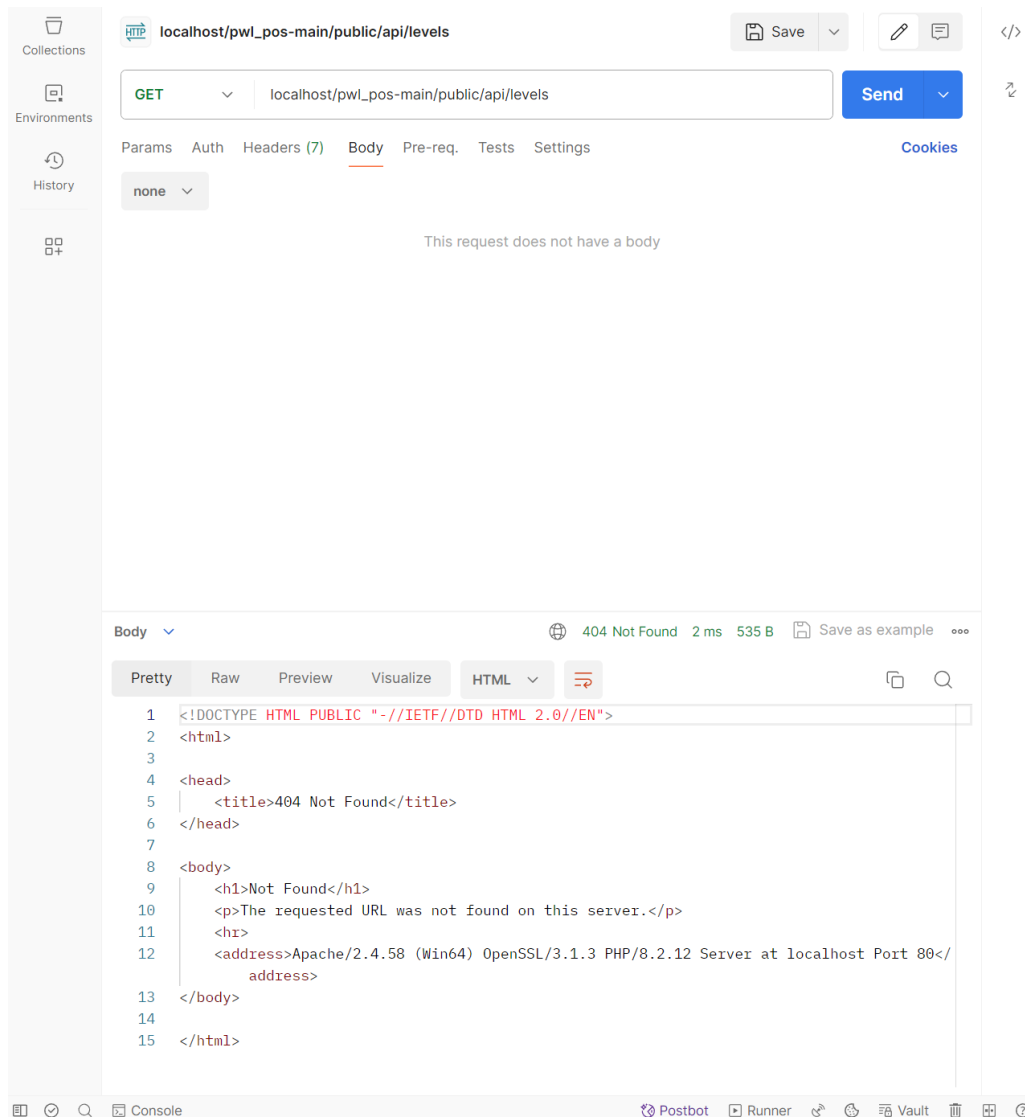 Collections
Environments
History
HTTP localhost/pwl_pos-main/public/api/levels
Save
GET localhost/pwl_pos-main/public/api/levels
Send
Params Auth Headers (7) Body Pre-req. Tests Settings Cookies
none
This request does not have a body
Body 404 Not Found 2 ms 535 B Save as example
Pretty Raw Preview Visualize HTML
1 <!DOCTYPE HTML PUBLIC "-//IETF//DTD HTML 2.0//EN">
2 <html>
3
4 <head>
5 <title>404 Not Found</title>
6 </head>
7
8 <body>
9 <h1>Not Found</h1>
10 <p>The requested URL was not found on this server.</p>
11 <hr>
12 <address>Apache/2.4.58 (Win64) OpenSSL/3.1.3 PHP/8.2.12 Server at localhost Port 80</
address>
13 </body>
14
15 </html>
Console Postbot Runner Vault